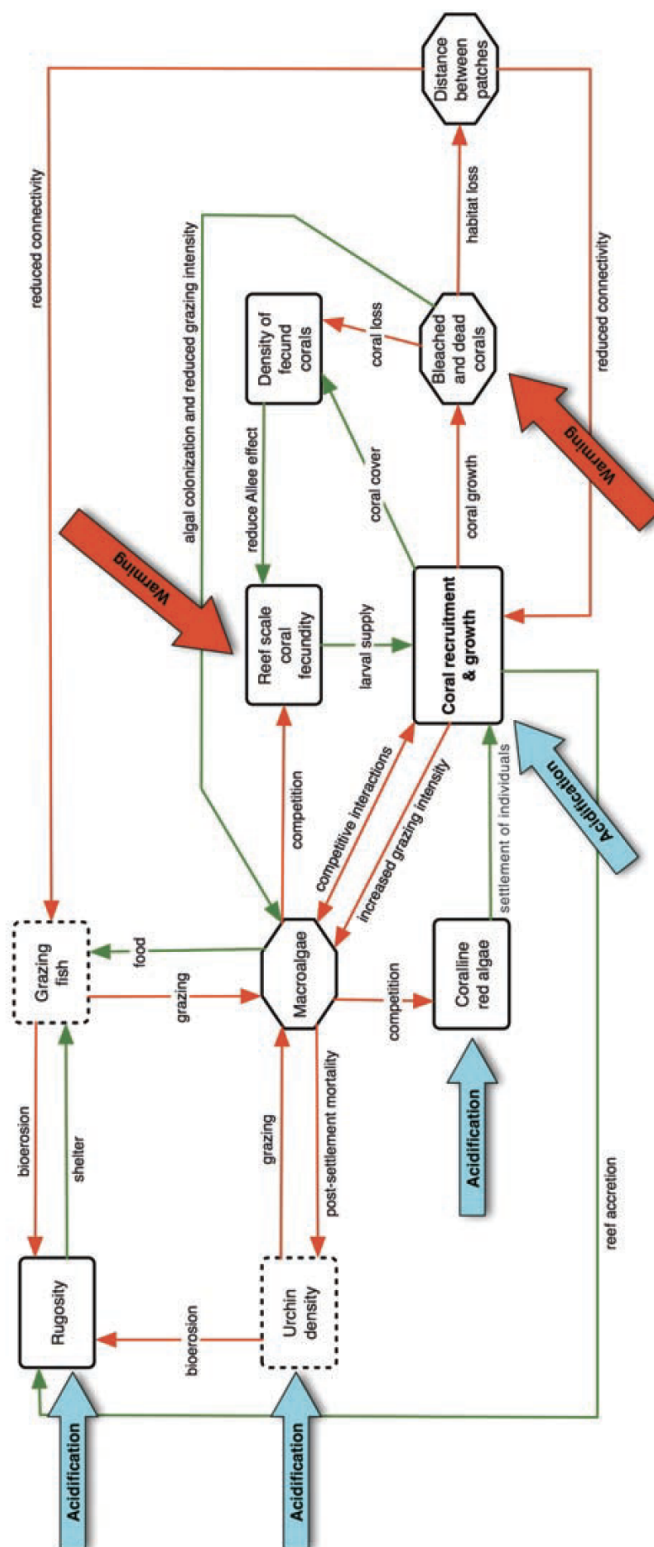 reduced connectivity
algal colonization and reduced grazing intensity
Warming
Grazing
fish
bioerosion
shelter
Rugosity
Acidification
food
grazing
competition
Reef scale
coral
fecundity
reduce Allee effect
Density of
fecund
corals
coral loss
Distance
between
patches
habitat loss
larval supply
coral cover
Macroalgae
grazing
post-settlement mortality
Urchin
density
bioerosion
Acidification
competitive interactions
increased grazing intensity
competition
Coral recruitment
& growth
coral growth
Bleached
and dead
corals
Warming
Coralline
red algae
settlement of individuals
Acidification
Acidification
reduced connectivity
reef accretion